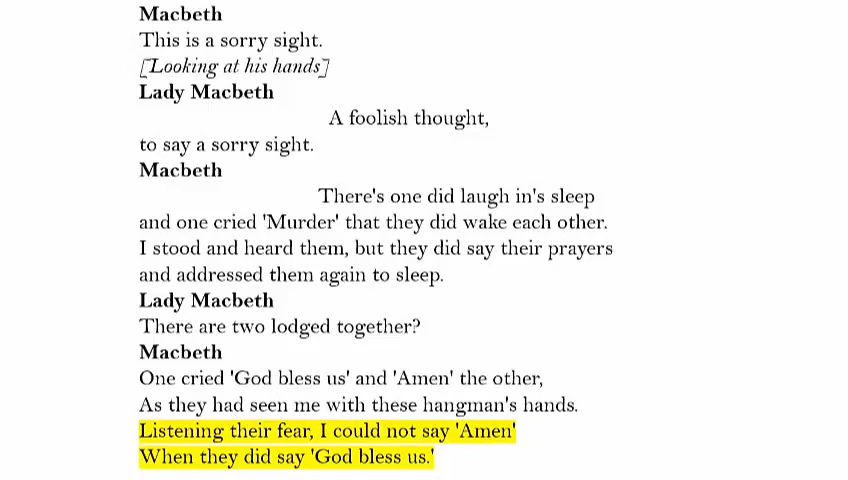 Macbeth
This is a sorry sight.
[Looking at his hands]
Lady Macbeth
A foolish thought,
to say a sorry sight.
Macbeth
There's one did laugh in's sleep
and one cried 'Murder' that they did wake each other.
I stood and heard them, but they did say their prayers
and addressed them again to sleep.
Lady Macbeth
There are two lodged together?
Macbeth
One cried 'God bless us' and 'Amen' the other,
As they had seen me with these hangman's hands.
Listening their fear, I could not say 'Amen'
When they did say 'God bless us.'